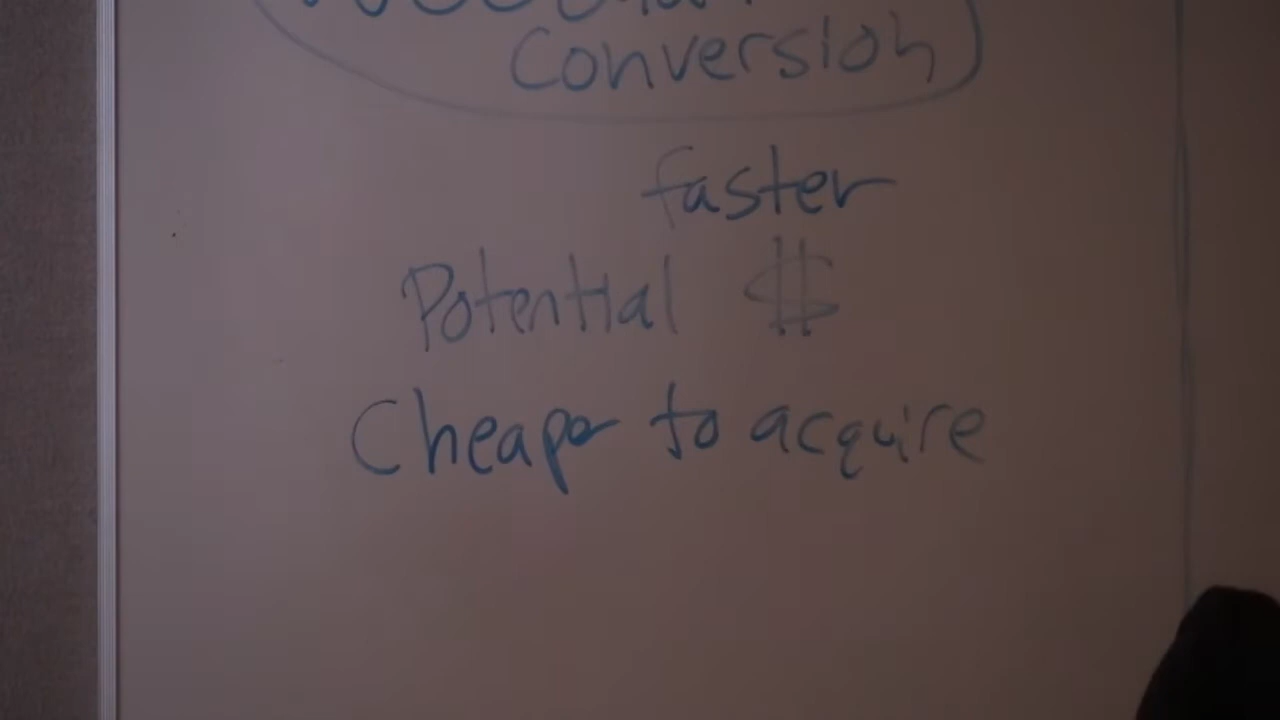 Conversion
faster
Potential $
Cheaper to acquire